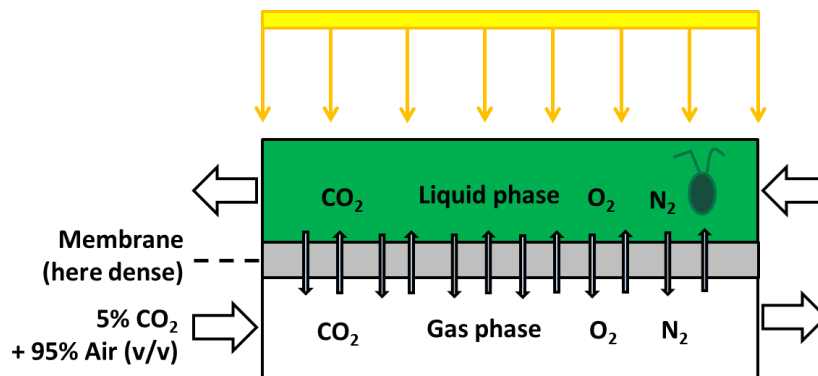 CO₂ Liquid phase O₂ N₂
Membrane
(here dense)
5% CO₂
+ 95% Air (v/v)
CO₂ Gas phase O₂ N₂